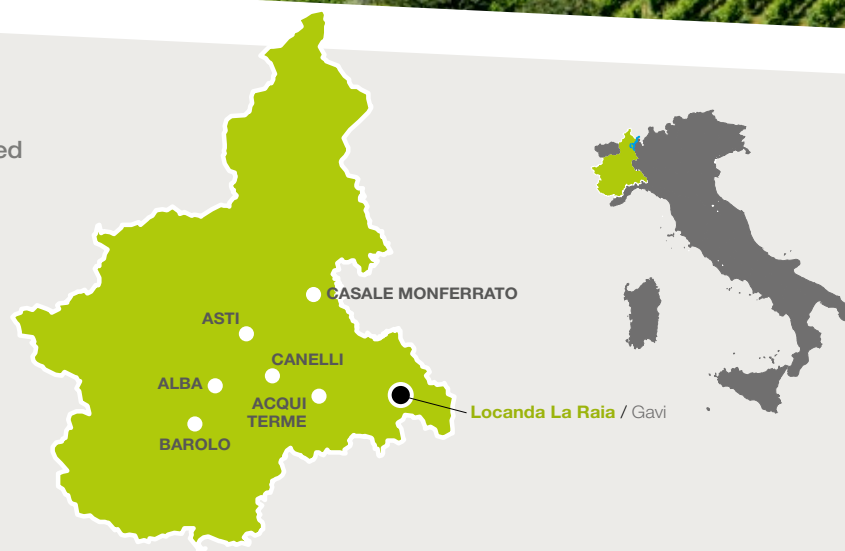 ed
CASALE MONFERRATO
ASTI
CANELLI
ALBA
ACQUI
TERME
BAROLO
Locanda La Raia / Gavi